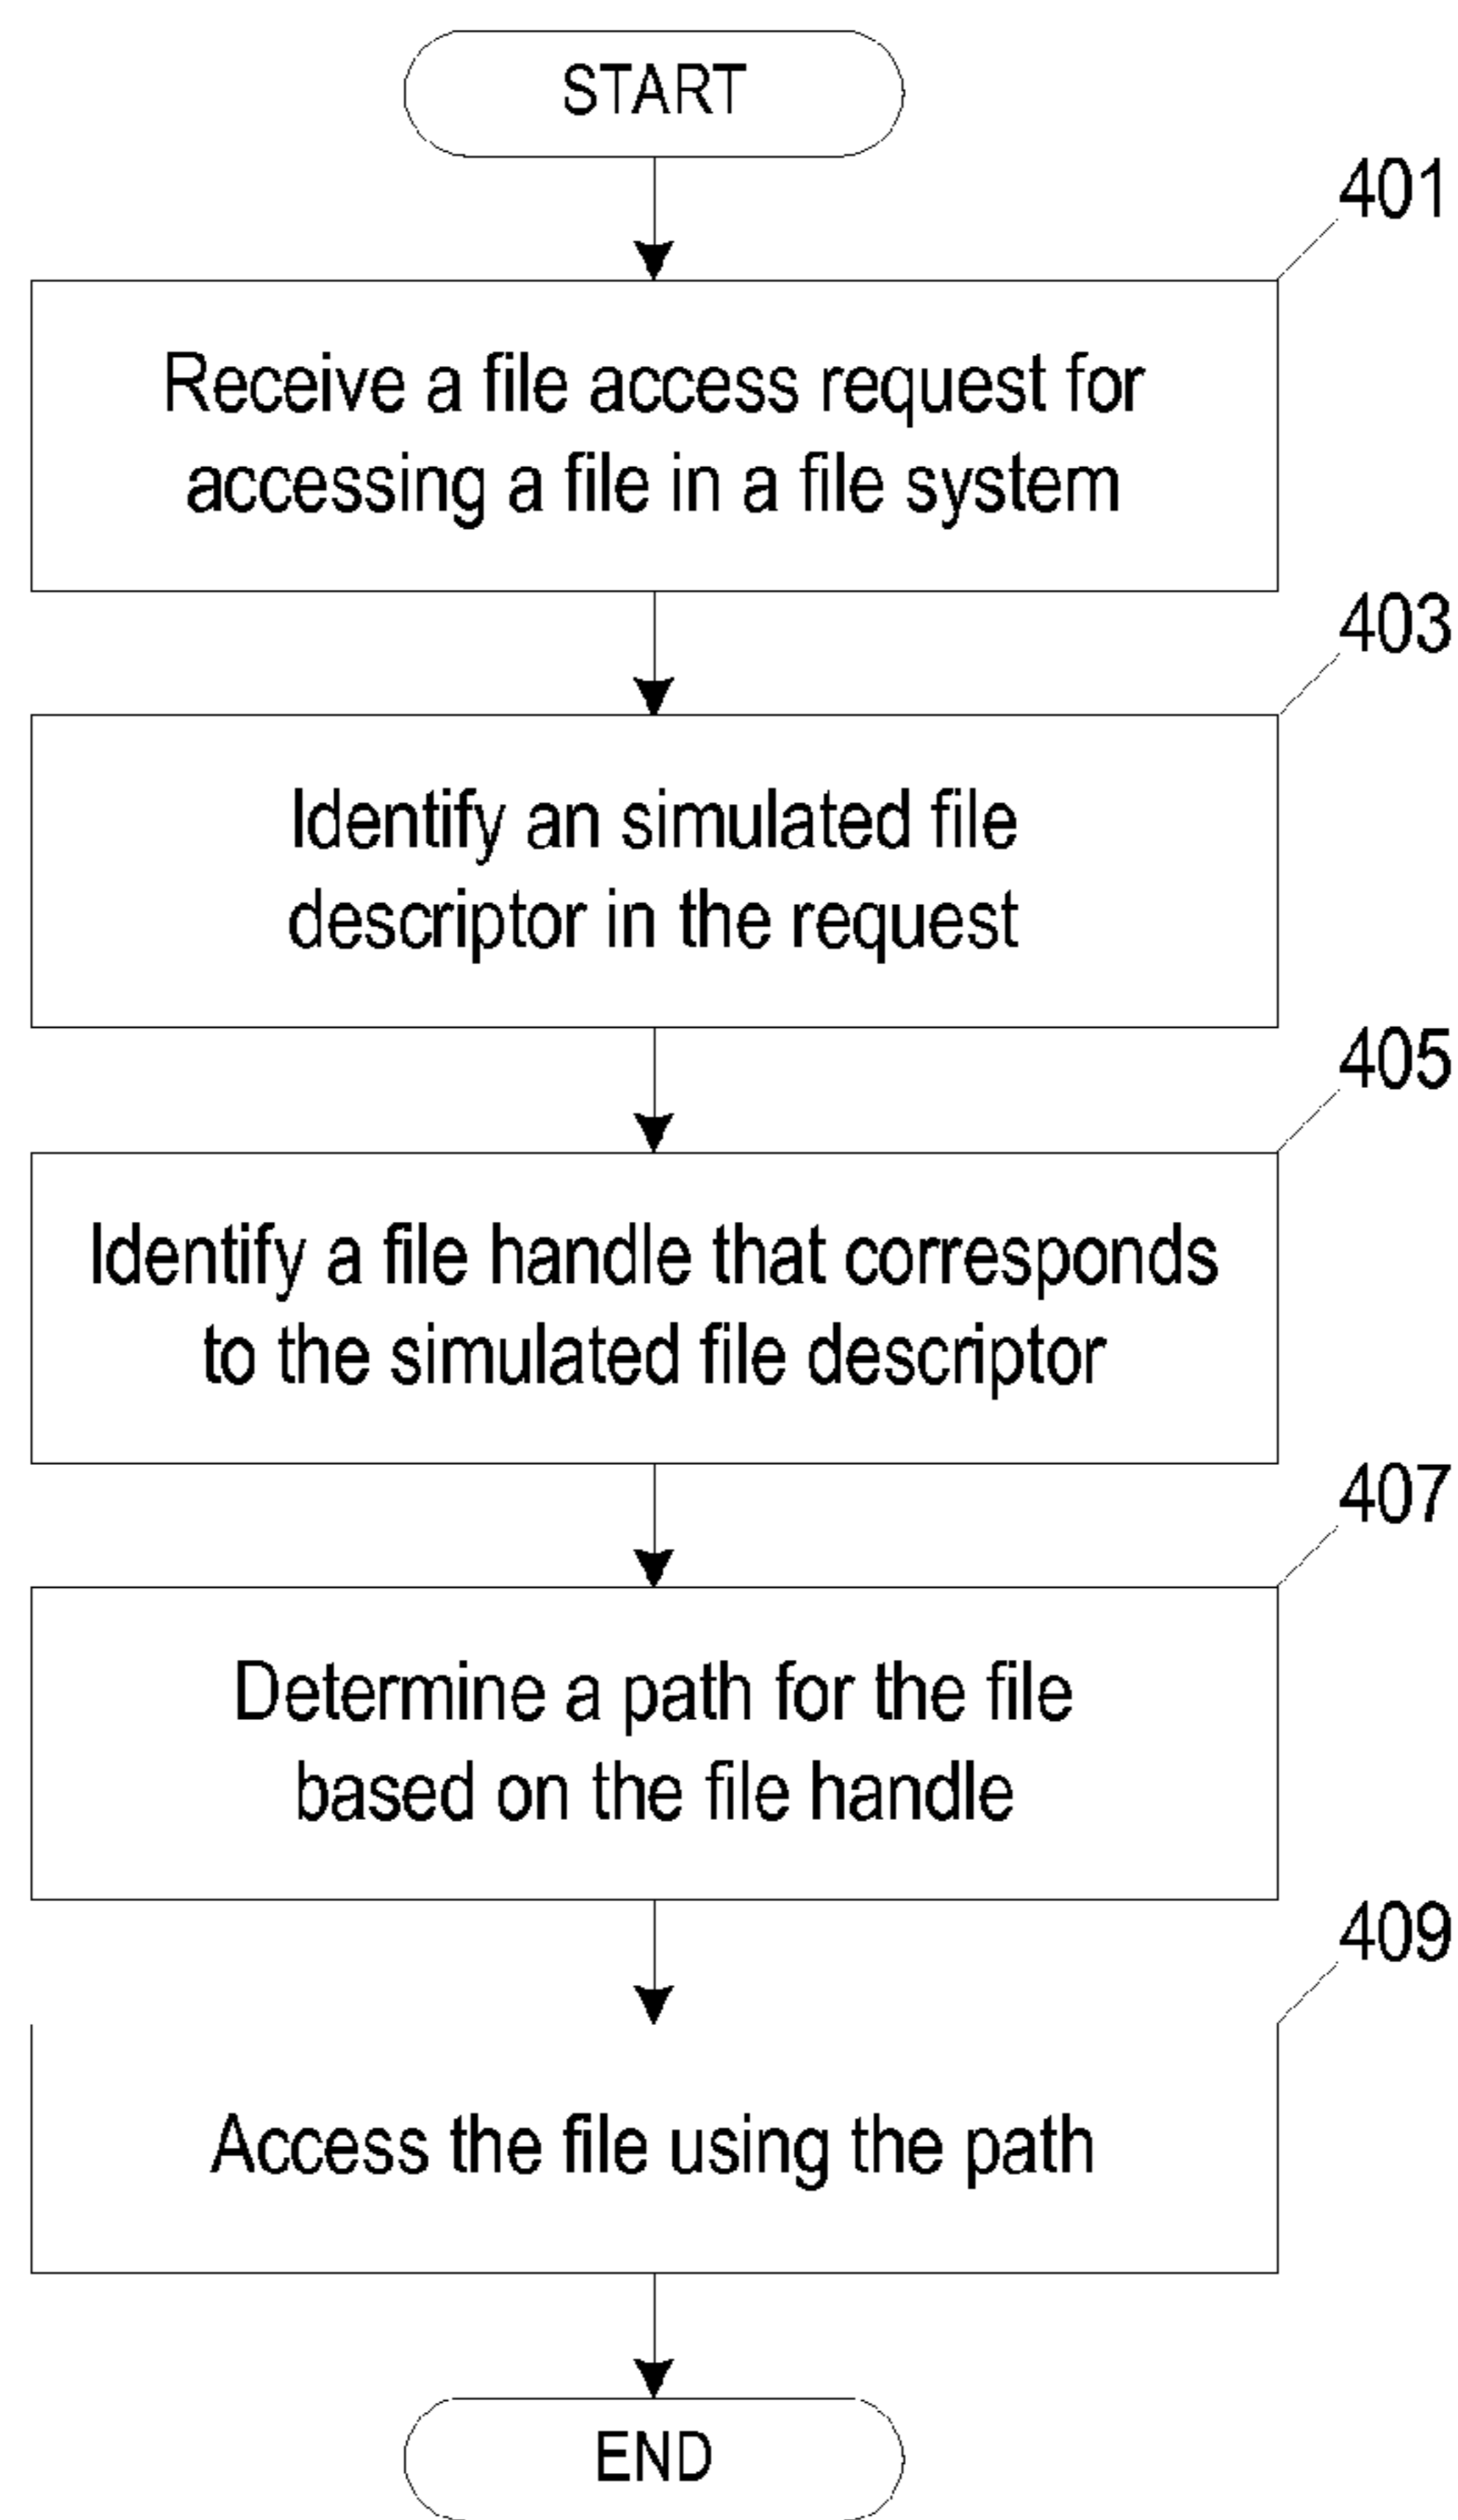 START
401
Receive a file access request for
accessing a file in a file system
403
Identify an simulated file
descriptor in the request
405
Identify a file handle that corresponds
to the simulated file descriptor
407
Determine a path for the file
based on the file handle
409
Access the file using the path
END